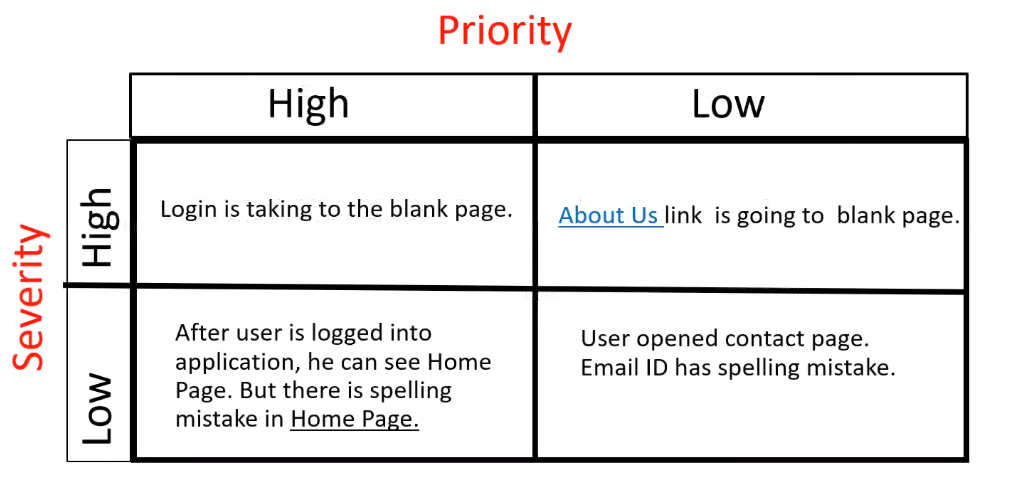 Priority
High
Low
Severity
High
Login is taking to the blank page.
About Us link is going to blank page.
Low
After user is logged into
application, he can see Home
Page. But there is spelling
mistake in Home Page.
User opened contact page.
Email ID has spelling mistake.